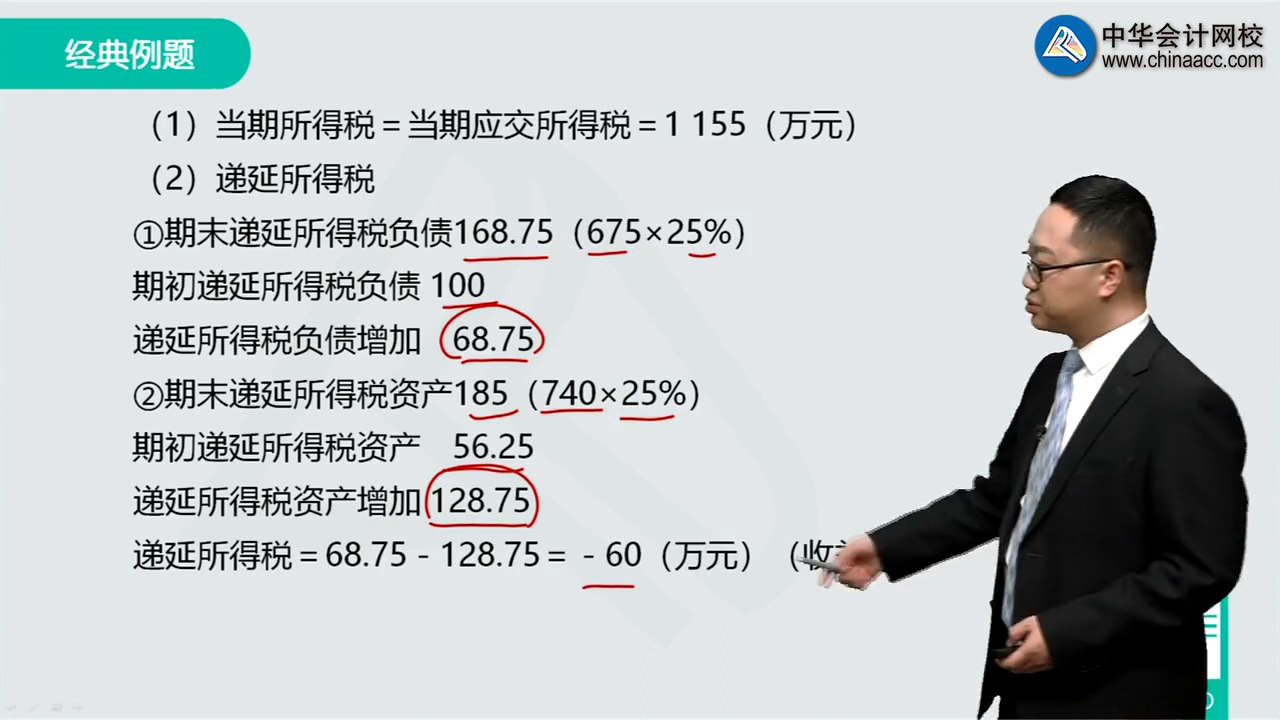 经典例题
中华会计网校
www.chinaacc.com
（1）当期所得税＝当期应交所得税＝1 155（万元）
（2）递延所得税
①期末递延所得税负债168.75（675×25%）
期初递延所得税负债 100
递延所得税负债增加 68.75
②期末递延所得税资产185（740×25%）
期初递延所得税资产 56.25
递延所得税资产增加 128.75
递延所得税＝68.75－128.75＝－60（万元）（收